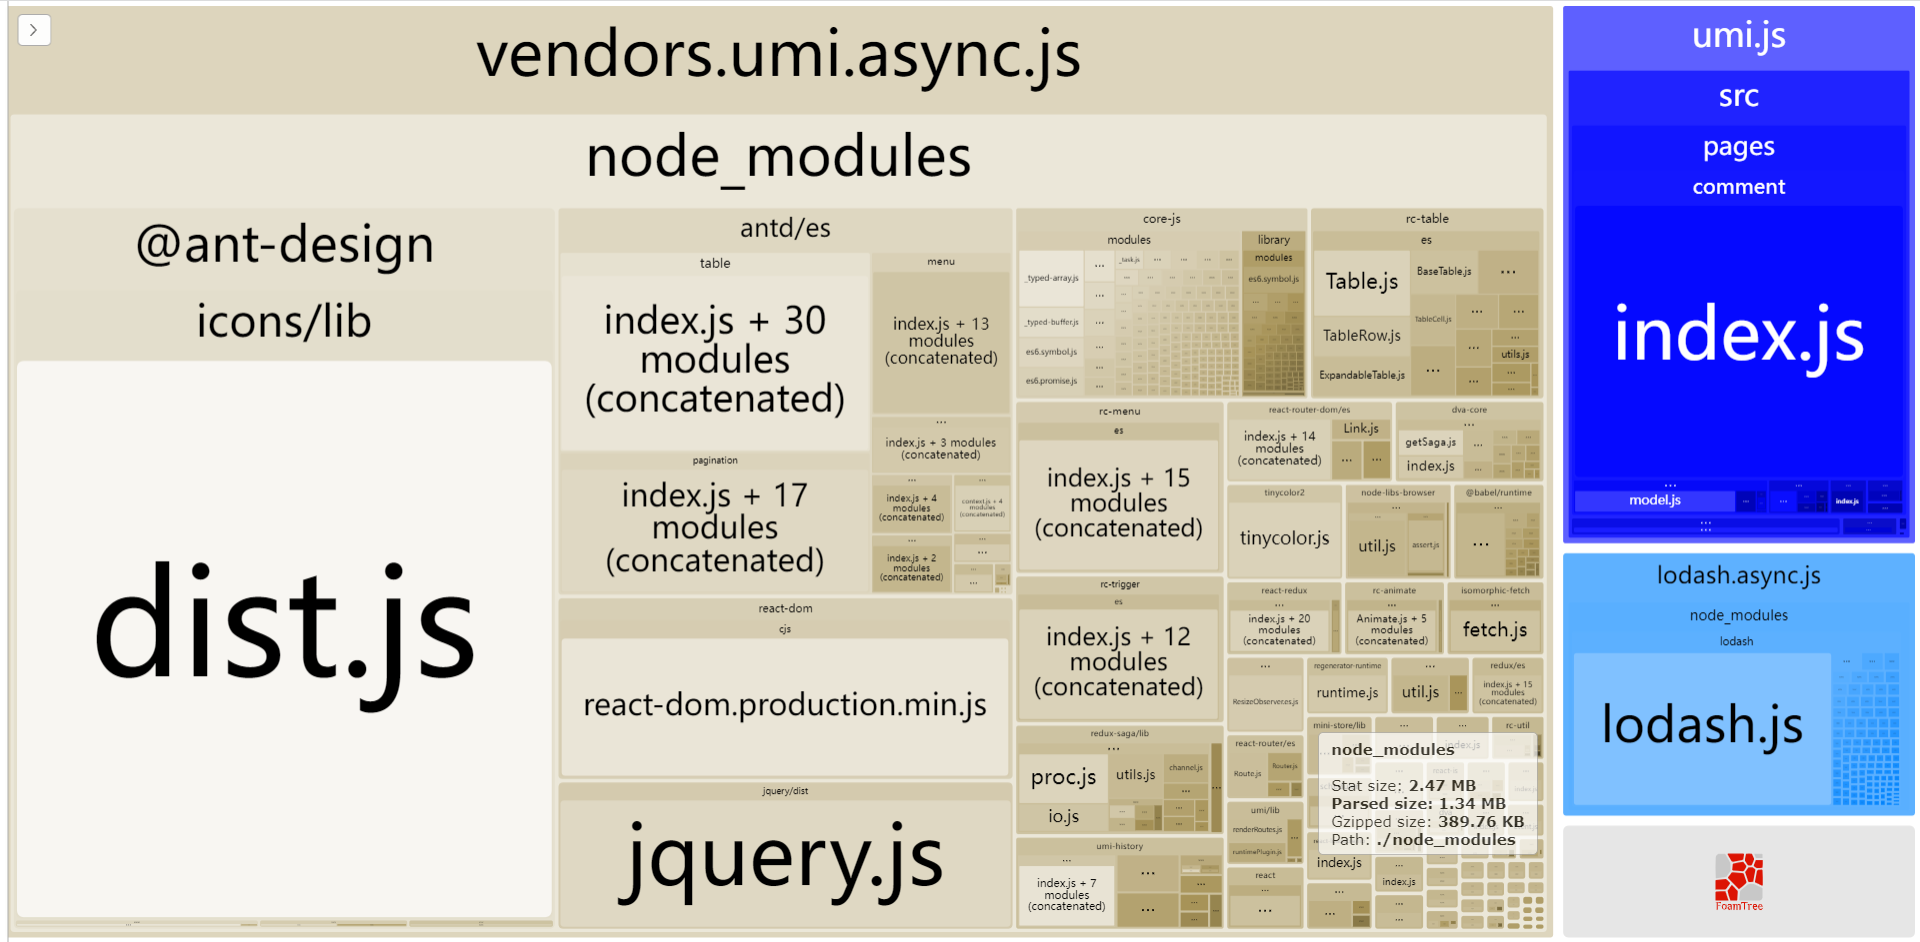 vendors.umi.async.js
node_modules
@ant-design
icons/lib
dist.js
antd/es
table
index.js + 30
modules
(concatenated)
pagination
index.js + 17
modules
(concatenated)
menu
index.js + 13
modules
(concatenated)
...
index.js + 3 modules
(concatenated)
...
index.js + 4
modules
(concatenated)
...
context.js + 4
modules
(concatenated)
...
index.js + 2
modules
(concatenated)
react-dom
cjs
react-dom.production.min.js
jquery/dist
jquery.js
core-js
modules
_typed-array.js
_typed-buffer.js
es6.symbol.js
es6.promise.js
_task.js
library
modules
es6.symbol.js
rc-table
es
Table.js
TableRow.js
ExpandableTable.js
BaseTable.js
TableCell.js
utils.js
rc-menu
es
index.js + 15
modules
(concatenated)
rc-trigger
es
index.js + 12
modules
(concatenated)
redux-saga/lib
...
proc.js
io.js
utils.js
channel.js
umi-history
...
index.js + 7
modules
(concatenated)
react-router-dom/es
index.js + 14
modules
(concatenated)
Link.js
dva-core
...
getSaga.js
index.js
tinycolor2
tinycolor.js
node-libs-browser
...
util.js
assert.js
@babel/runtime
...
react-redux
...
index.js + 20
modules
(concatenated)
rc-animate
...
Animate.js + 5
modules
(concatenated)
isomorphic-fetch
...
fetch.js
...
ResizeObserver.es.js
regenerator-runtime
runtime.js
...
util.js
redux/es
index.js + 15
modules
(concatenated)
react-router/es
Route.js
Router.js
mini-store/lib
rc-util
index.js
umi/lib
renderRoutes.js
runtimePlugin.js
react
...
index.js
index.js
node_modules
Stat size: 2.47 MB
Parsed size: 1.34 MB
Gzipped size: 389.76 KB
Path: ./node_modules
umi.js
src
pages
comment
index.js
...
model.js
index.js
lodash.async.js
node_modules
lodash
lodash.js
FoamTree